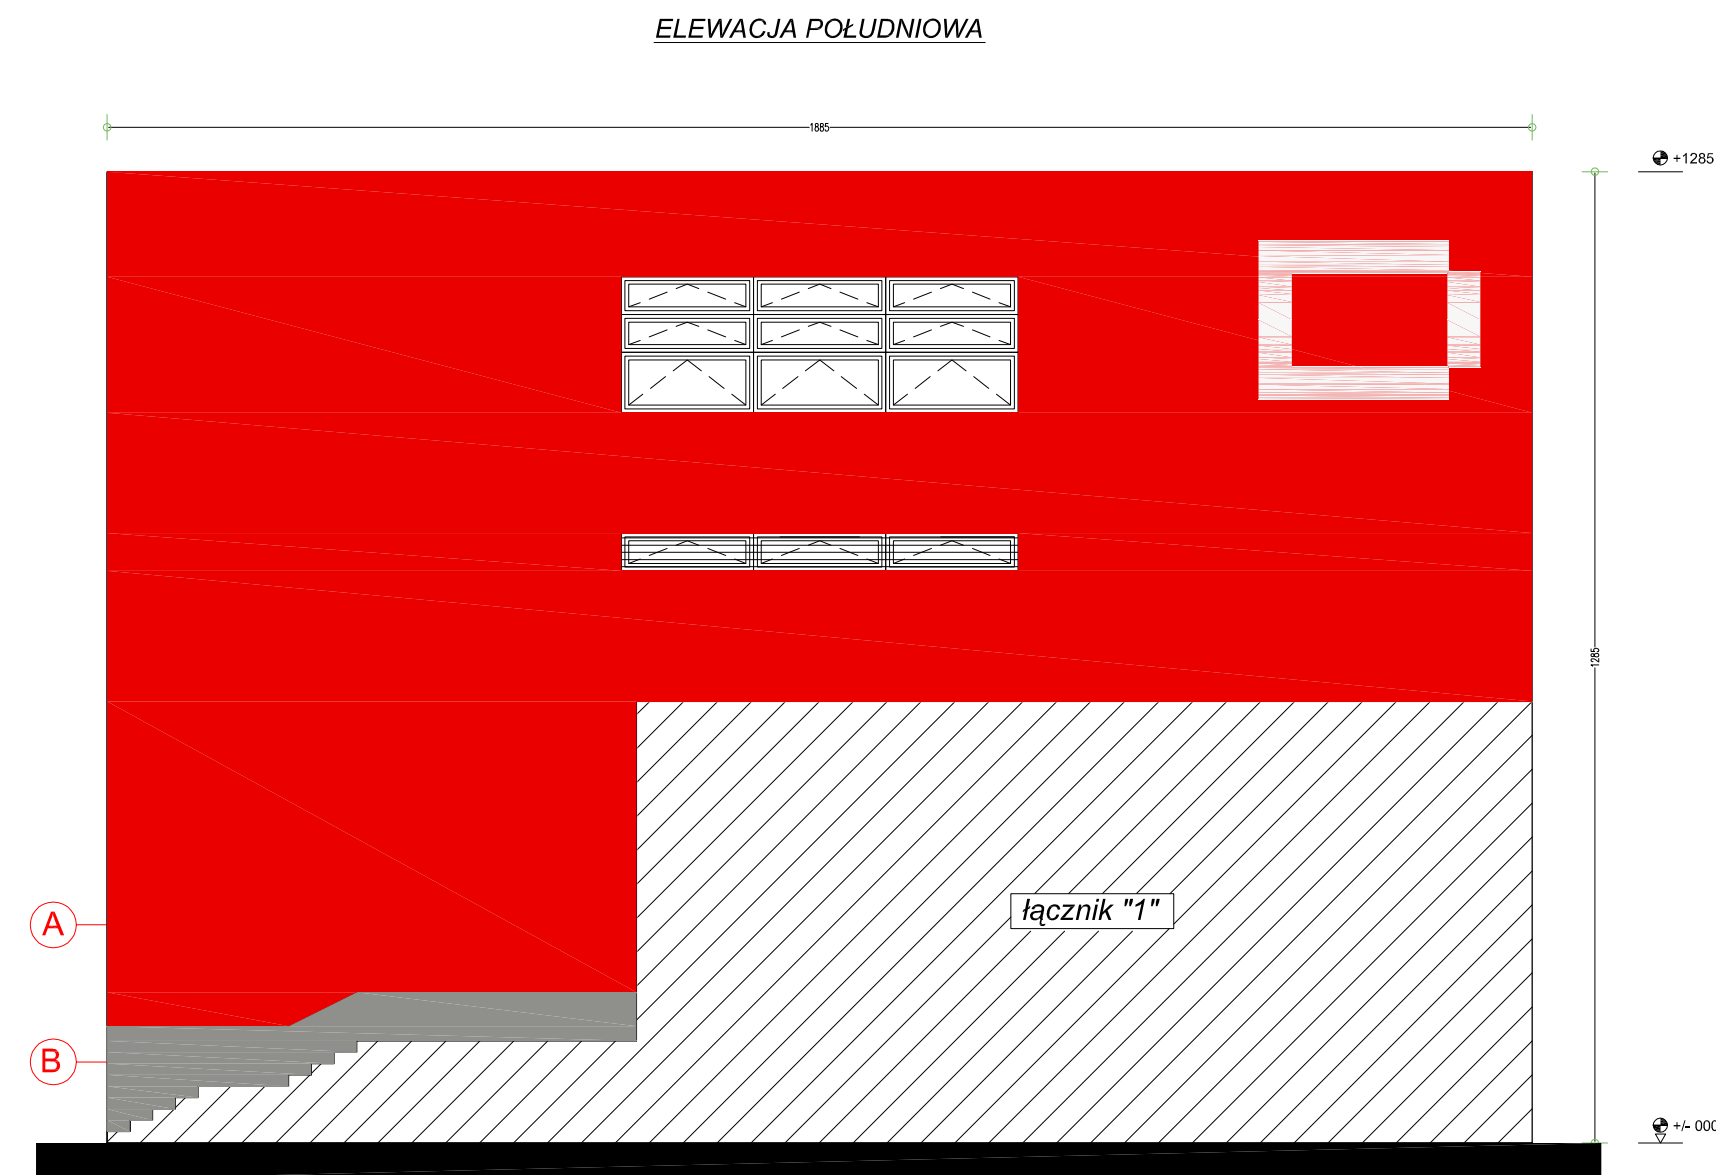 ELEWACJA POŁUDNIOWA
1885
+1285
1285
łącznik "1"
A
B
+/- 000